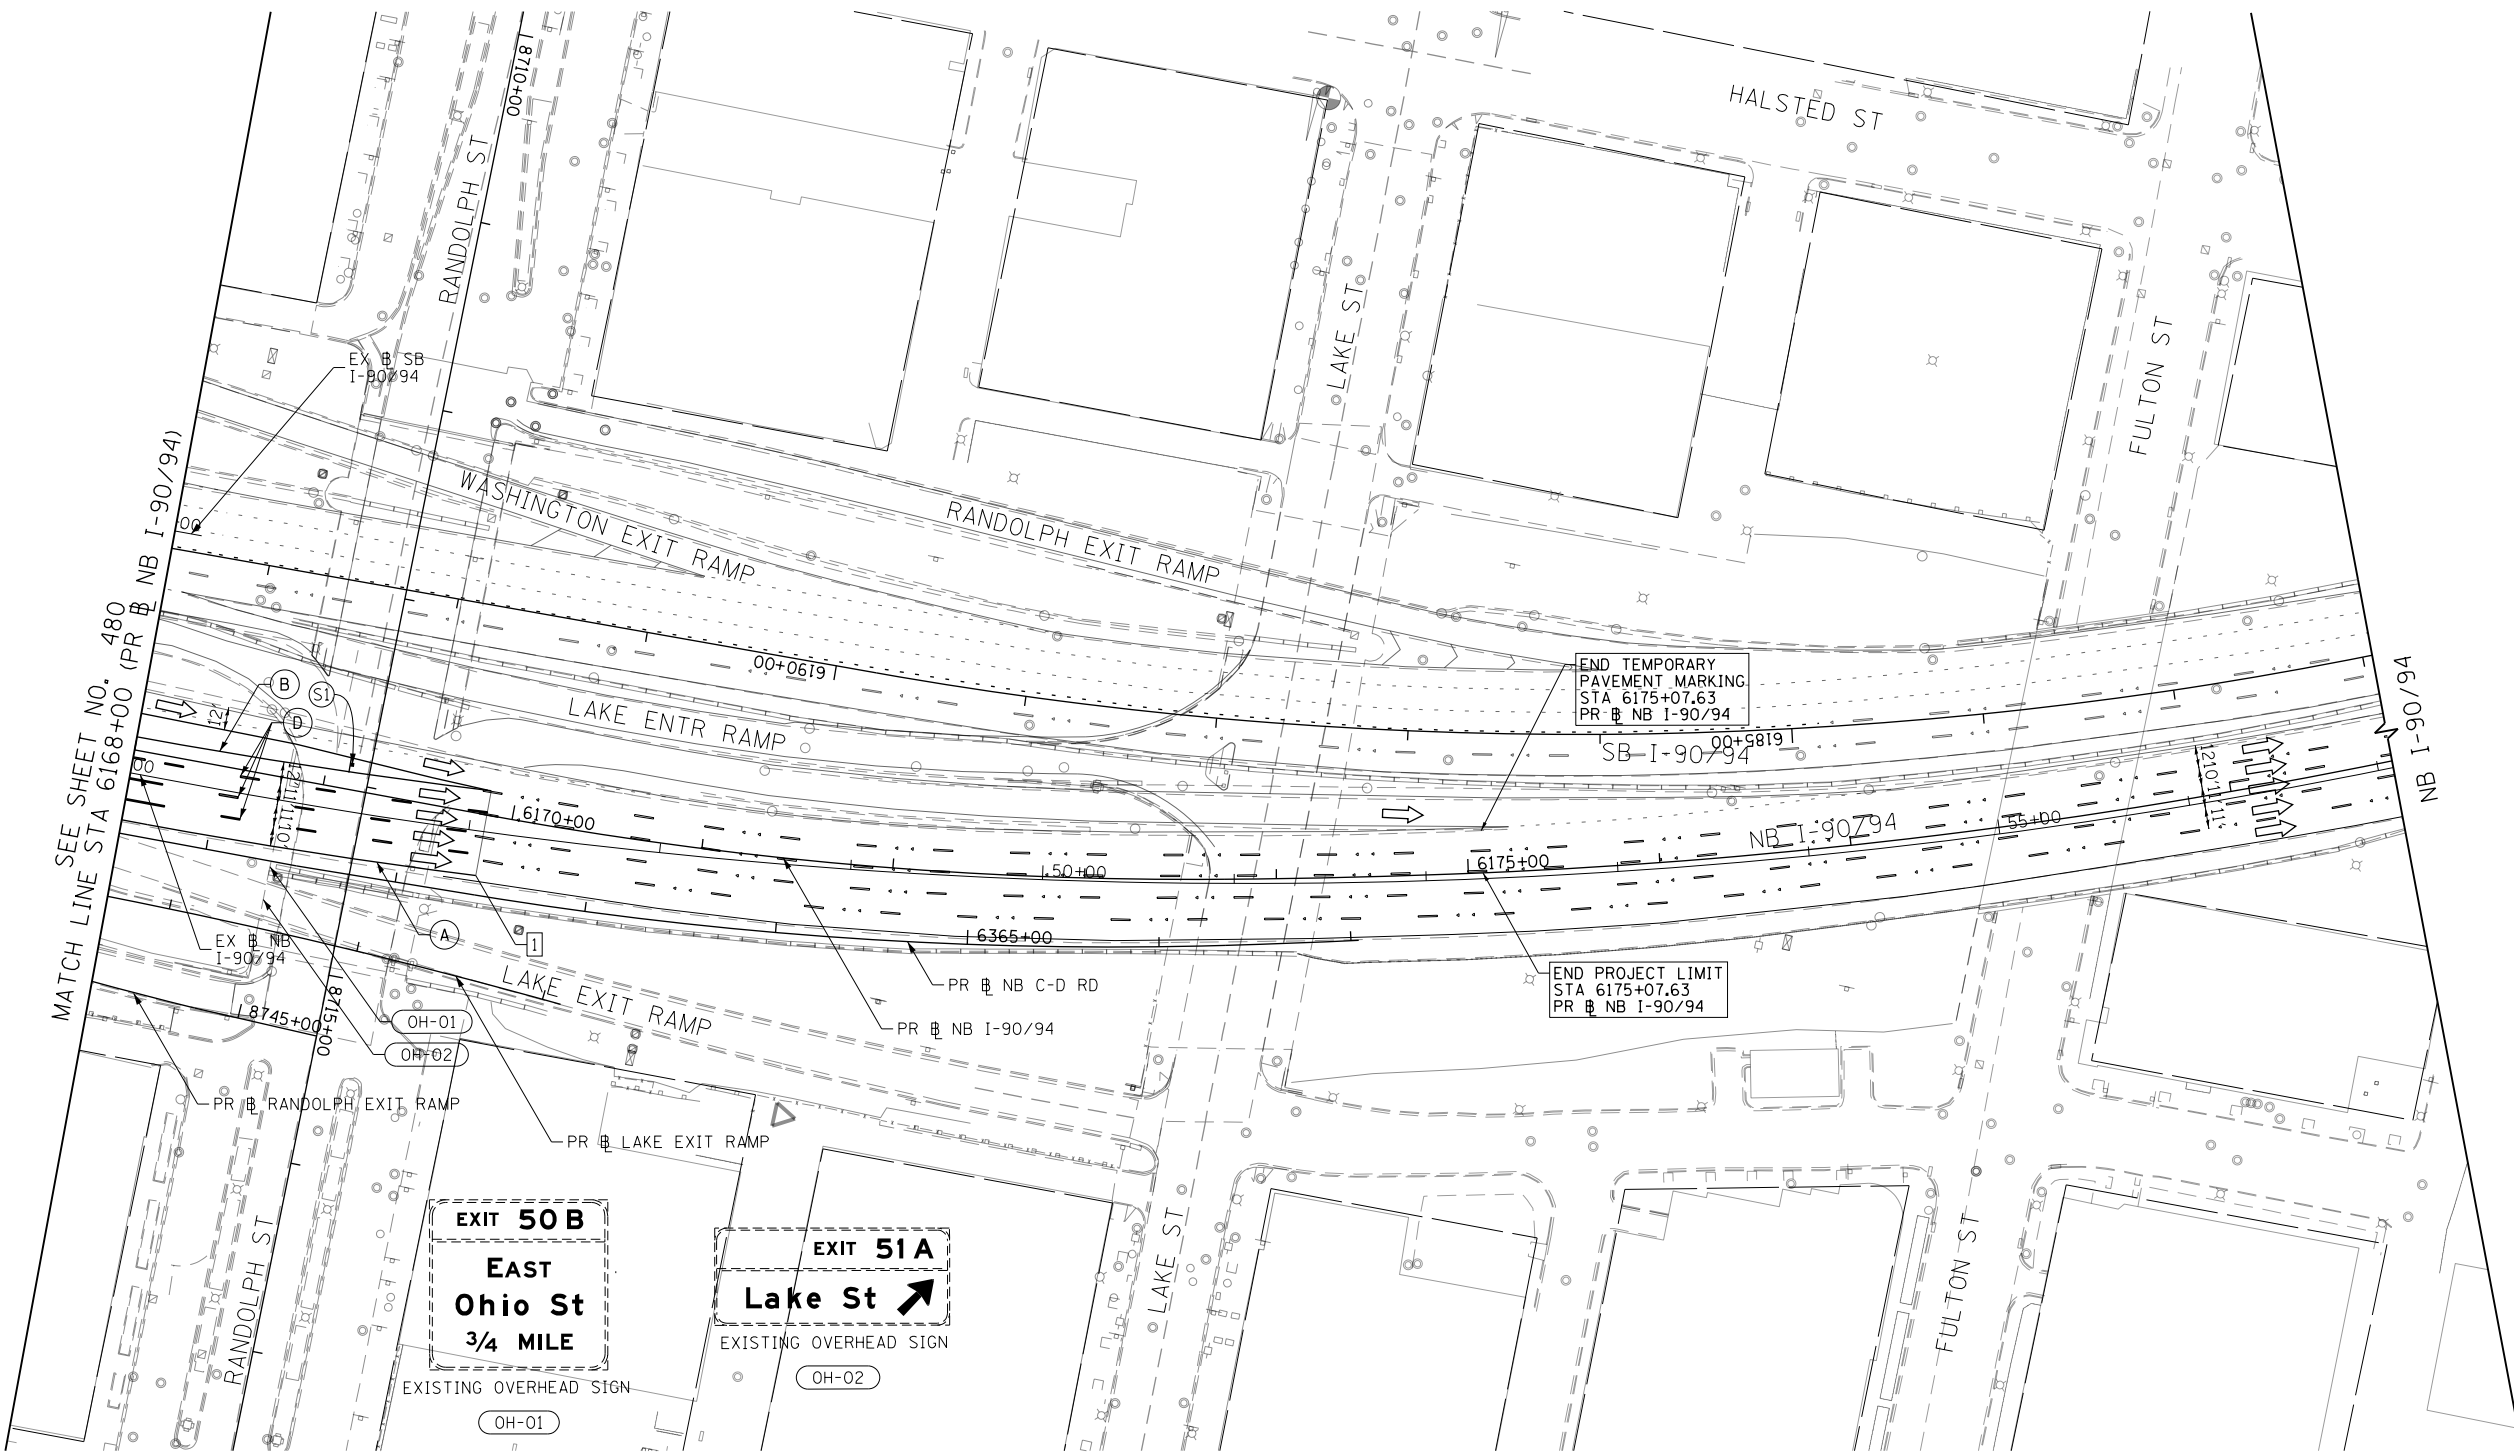 8710+00
HALSTED ST
RANDOLPH ST
LAKE ST
FULTON ST
EX ⅊ SB
I-90/94
WASHINGTON EXIT RAMP
RANDOLPH EXIT RAMP
SEE SHEET NO. 480
MATCH LINE STA 6168+00 (PR ⅊ NB I-90/94)
00
6190+00
B
S1
D
12'
LAKE ENTR RAMP
END TEMPORARY
PAVEMENT MARKING
STA 6175+07.63
PR ⅊ NB I-90/94
SB I-90/94
6185+00
NB I-90/94
6170+00
NB I-90/94
55+00
6175+00
50+00
6365+00
A
1
EX ⅊ NB
I-90/94
LAKE EXIT RAMP
PR ⅊ NB C-D RD
PR ⅊ NB I-90/94
END PROJECT LIMIT
STA 6175+07.63
PR ⅊ NB I-90/94
8745+00
8715+00
OH-01
OH-02
PR ⅊ RANDOLPH EXIT RAMP
PR ⅊ LAKE EXIT RAMP
RANDOLPH ST
LAKE ST
FULTON ST
EXIT 50B
EAST
Ohio St
3/4 MILE
EXISTING OVERHEAD SIGN
OH-01
EXIT 51A
Lake St
EXISTING OVERHEAD SIGN
OH-02